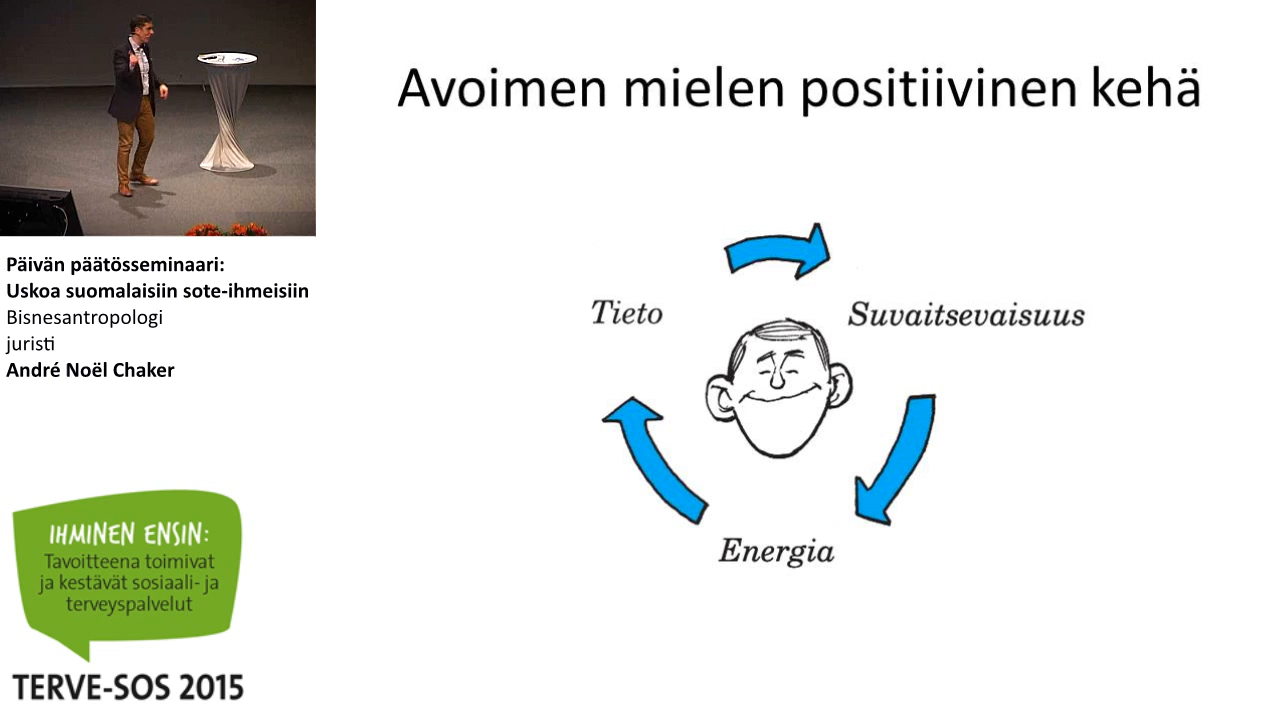 Avoimen mielen positiivinen kehä
Tieto
Suvaitsevaisuus
Energia
Päivän päätösseminaari:
Uskoa suomalaisiin sote-ihmeisiin
Bisnesantropologi
juristi
André Noël Chaker
IHMINEN ENSIN:
Tavoitteena toimivat
ja kestävät sosiaali- ja
terveyspalvelut
TERVE-SOS 2015